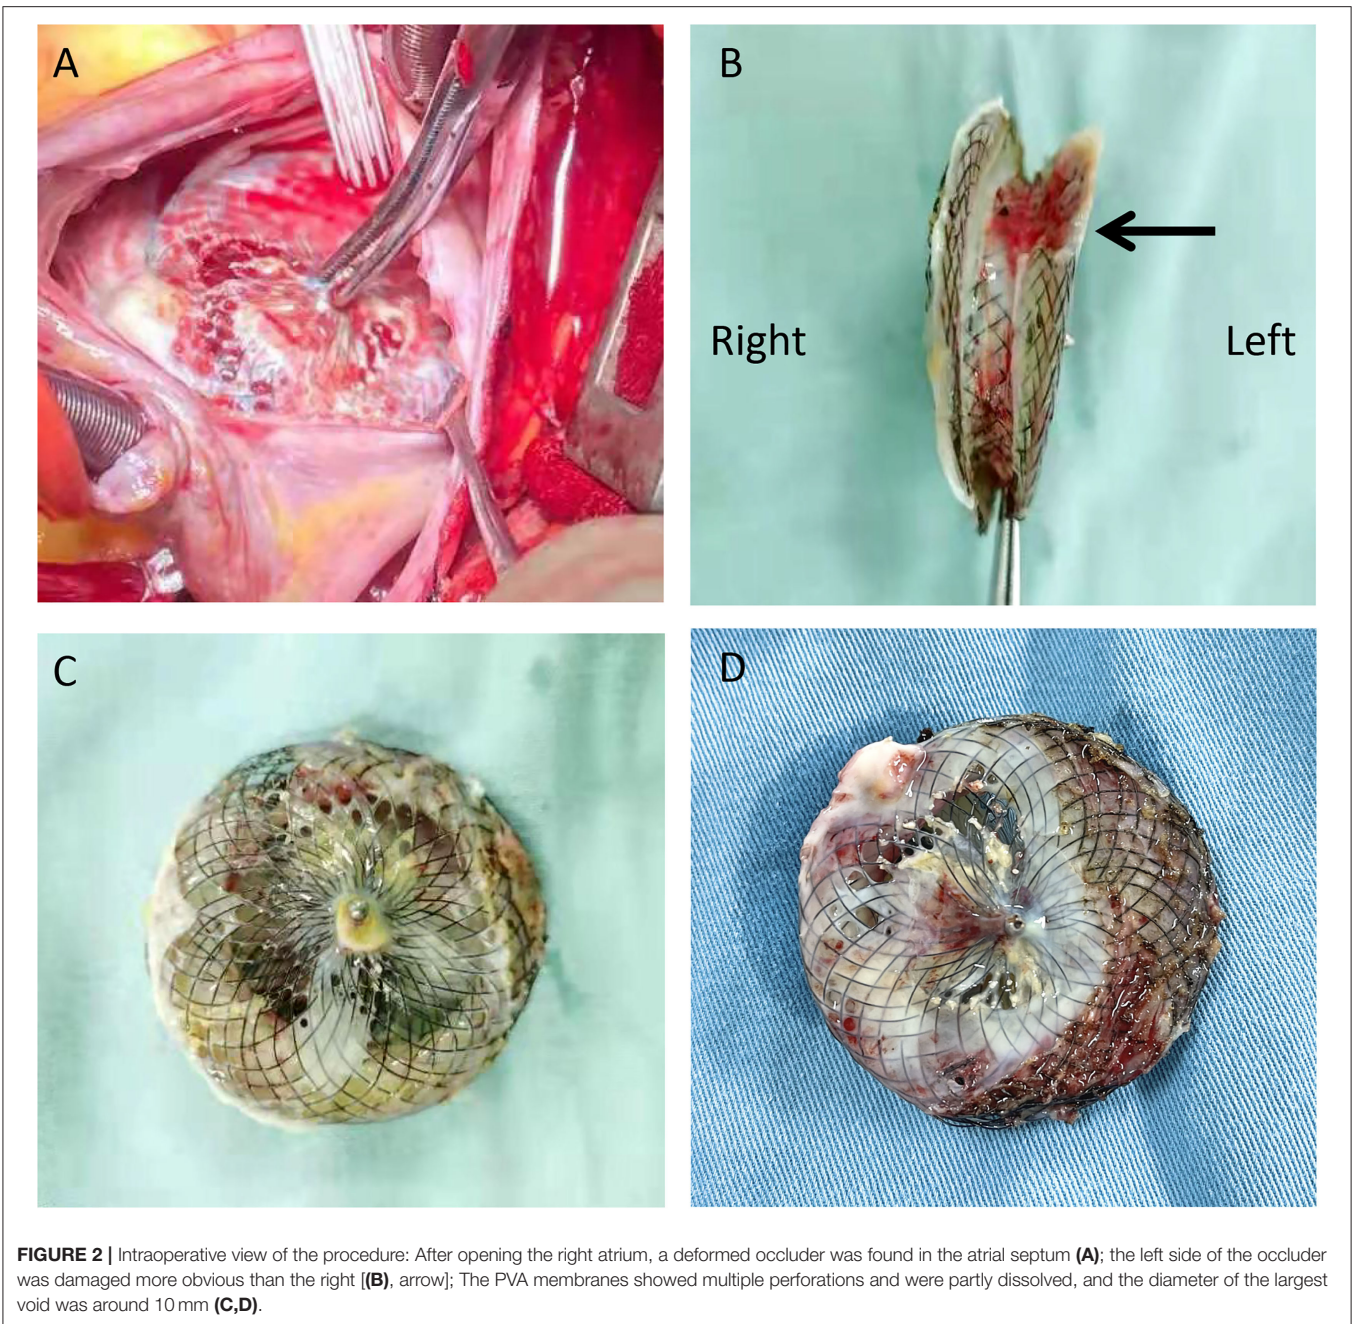 A
B
Right
Left
C
D
FIGURE 2 | Intraoperative view of the procedure: After opening the right atrium, a deformed occluder was found in the atrial septum (A); the left side of the occluder
was damaged more obvious than the right [(B), arrow]; The PVA membranes showed multiple perforations and were partly dissolved, and the diameter of the largest
void was around 10 mm (C,D).